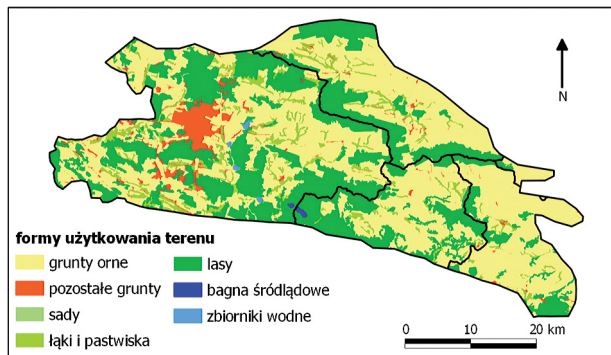 N
formy użytkowania terenu
grunty orne
pozostałe grunty
sady
łąki i pastwiska
lasy
bagna śródlądowe
zbiorniki wodne
0 10 20 km